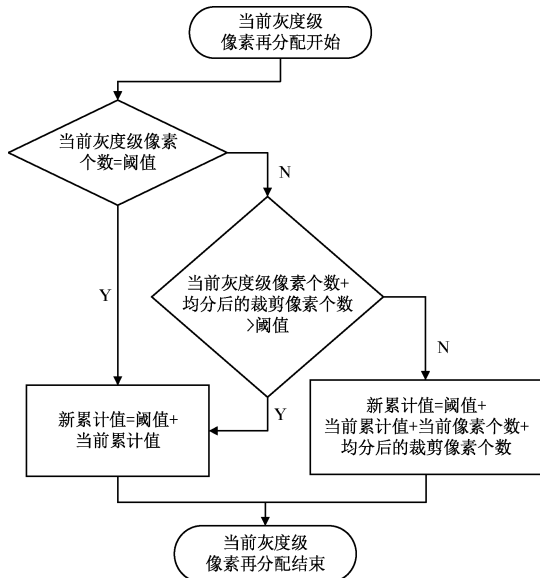 当前灰度级
像素再分配开始
当前灰度级像素
个数=阈值
N
Y
当前灰度级像素个数+
均分后的裁剪像素个数
>阈值
N
Y
新累计值=阈值+
当前累计值
新累计值=阈值+
当前累计值+当前像素个数+
均分后的裁剪像素个数
当前灰度级
像素再分配结束